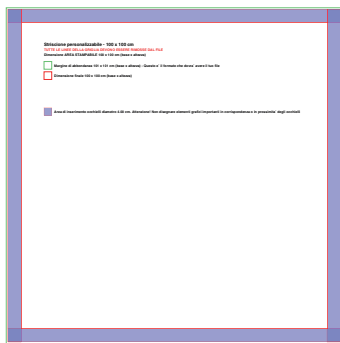 Striscione personalizzabile - 100 x 100 cm
TUTTE LE LINEE DELLA GRIGLIA DEVONO ESSERE RIMOSSE DAL FILE
Dimensione AREA STAMPABILE 100 x 100 cm (base x altezza)
Margine di abbondanza 101 x 101 cm (base x altezza) - Questo e' il formato che dovra' avere il tuo file
Dimensione finale 100 x 100 cm (base x altezza)
Area di inserimento occhielli diametro 4.00 cm. Attenzione! Non disegnare elementi grafici importanti in corrispondenza o in prossimita' degli occhielli